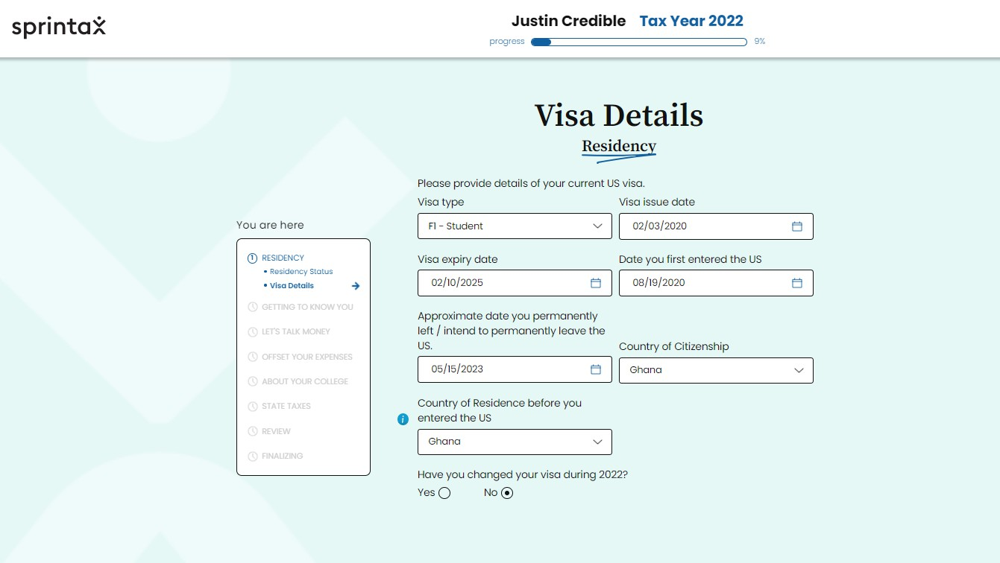 sprintax
Justin Credible Tax Year 2022
progress 9%
Visa Details
Residency
Please provide details of your current US visa.
Visa type
F1 - Student
Visa issue date
02/03/2020
Visa expiry date
02/10/2025
Date you first entered the US
08/19/2020
Approximate date you permanently
left / intend to permanently leave the
US.
05/15/2023
Country of Citizenship
Ghana
Country of Residence before you
entered the US
i
Ghana
Have you changed your visa during 2022?
Yes No
You are here
1 RESIDENCY
• Residency Status
• Visa Details
GETTING TO KNOW YOU
LET'S TALK MONEY
OFFSET YOUR EXPENSES
ABOUT YOUR COLLEGE
STATE TAXES
REVIEW
FINALIZING